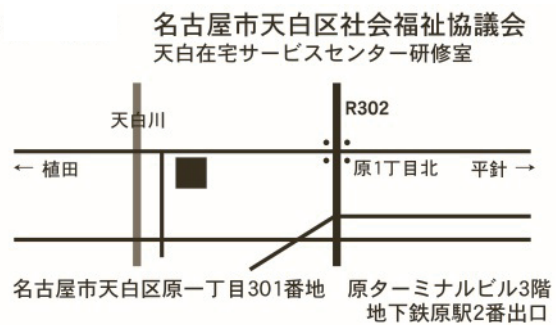 名古屋市天白区社会福祉協議会
天白在宅サービスセンター研修室
R302
天白川
← 植田
原1丁目北
平針 →
名古屋市天白区原一丁目301番地 原ターミナルビル3階
地下鉄原駅2番出口